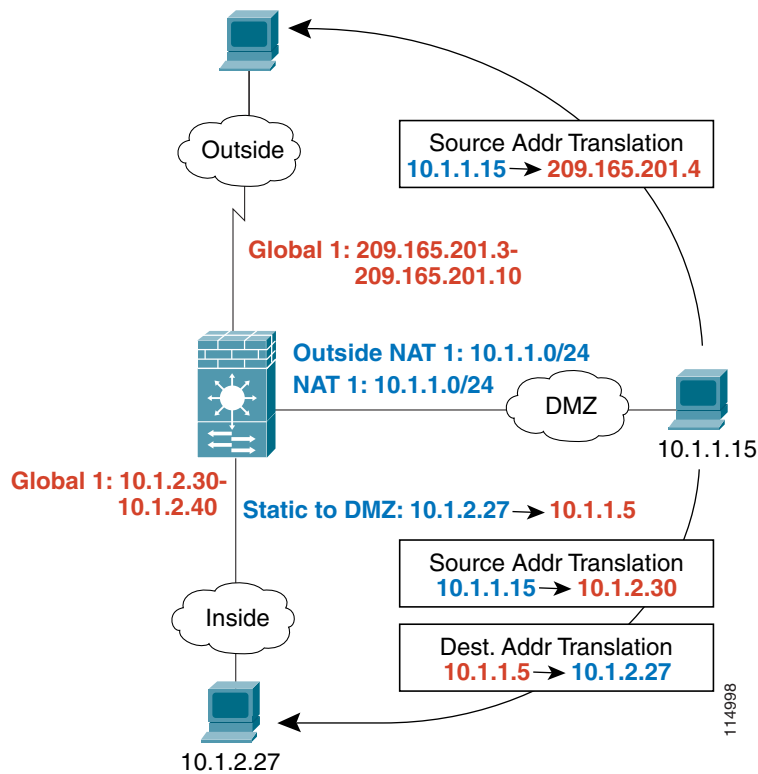 Outside
Source Addr Translation
10.1.1.15 → 209.165.201.4
Global 1: 209.165.201.3-
209.165.201.10
Outside NAT 1: 10.1.1.0/24
NAT 1: 10.1.1.0/24
DMZ
10.1.1.15
Global 1: 10.1.2.30-
10.1.2.40
Static to DMZ: 10.1.2.27 → 10.1.1.5
Source Addr Translation
10.1.1.15 → 10.1.2.30
Inside
Dest. Addr Translation
10.1.1.5 → 10.1.2.27
114998
10.1.2.27